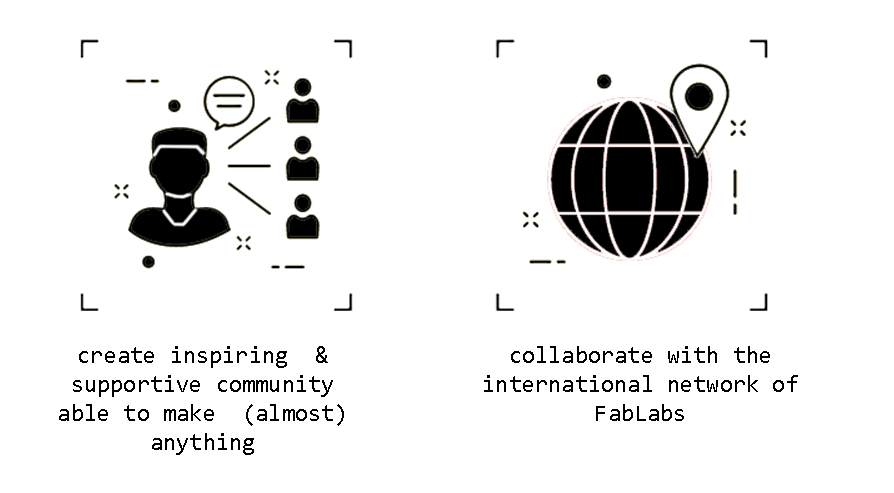 create inspiring  &
supportive community
able to make  (almost)
anything
collaborate with the
international network of
FabLabs